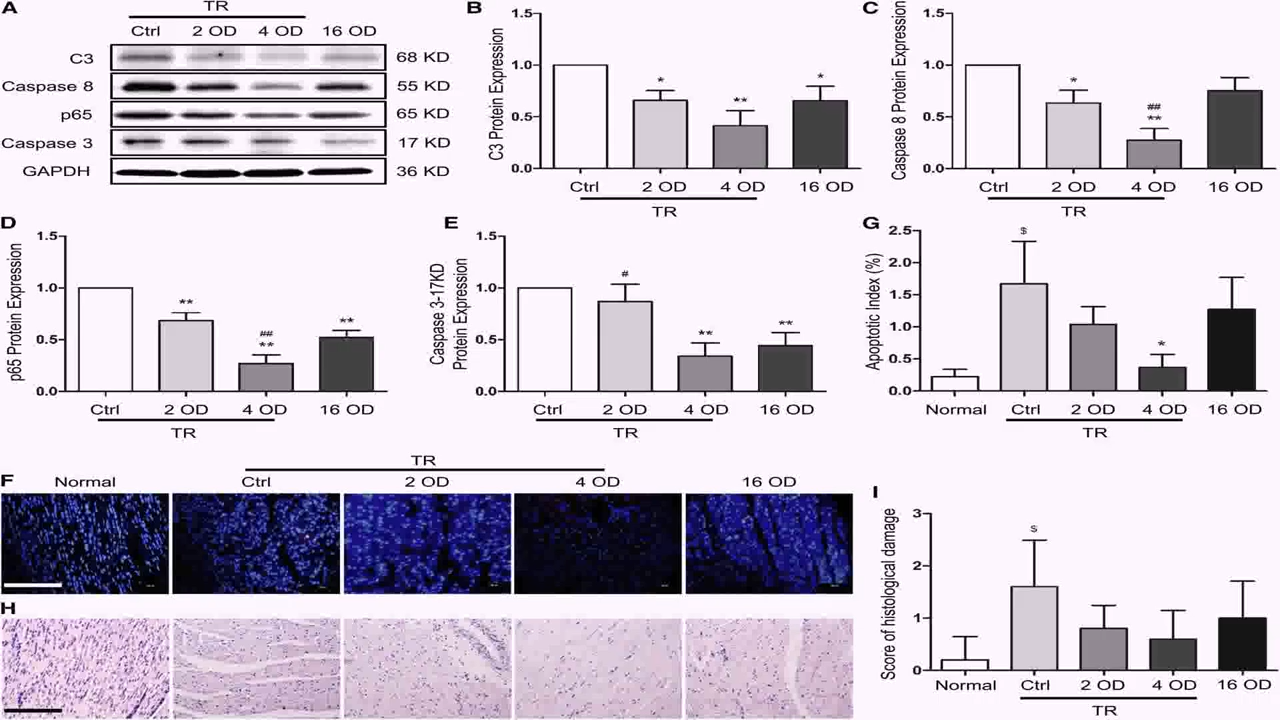 A
TR
Ctrl 2 OD 4 OD 16 OD
C3 68 KD
Caspase 8 55 KD
p65 65 KD
Caspase 3 17 KD
GAPDH 36 KD
B
C3 Protein Expression
1.5
1.0
0.5
0.0
*
**
*
Ctrl 2 OD 4 OD 16 OD
TR
C
Caspase 8 Protein Expression
1.5
1.0
0.5
0.0
*
##
**
Ctrl 2 OD 4 OD 16 OD
TR
D
p65 Protein Expression
1.5
1.0
0.5
0.0
**
##
**
**
Ctrl 2 OD 4 OD 16 OD
TR
E
Caspase 3-17KD
Protein Expression
1.5
1.0
0.5
0.0
#
**
**
Ctrl 2 OD 4 OD 16 OD
TR
G
Apoptotic Index (%)
2.5
2.0
1.5
1.0
0.5
0.0
$
*
Normal Ctrl 2 OD 4 OD 16 OD
TR
F
TR
Normal Ctrl 2 OD 4 OD 16 OD
H
I
Score of histological damage
3
2
1
0
$
Normal Ctrl 2 OD 4 OD 16 OD
TR